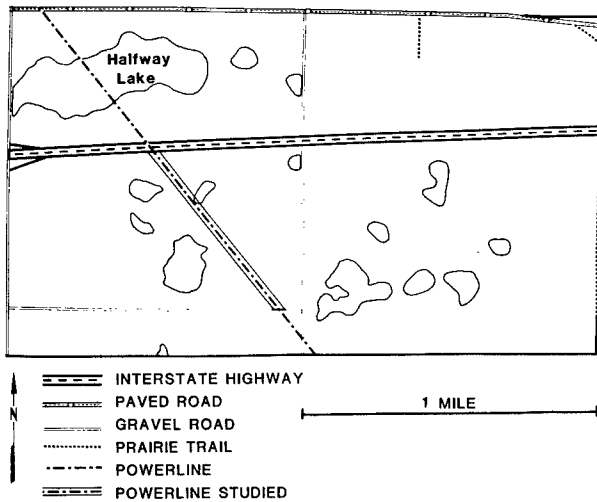 Halfway
Lake
N
INTERSTATE HIGHWAY
PAVED ROAD
GRAVEL ROAD
PRAIRIE TRAIL
POWERLINE
POWERLINE STUDIED
1 MILE